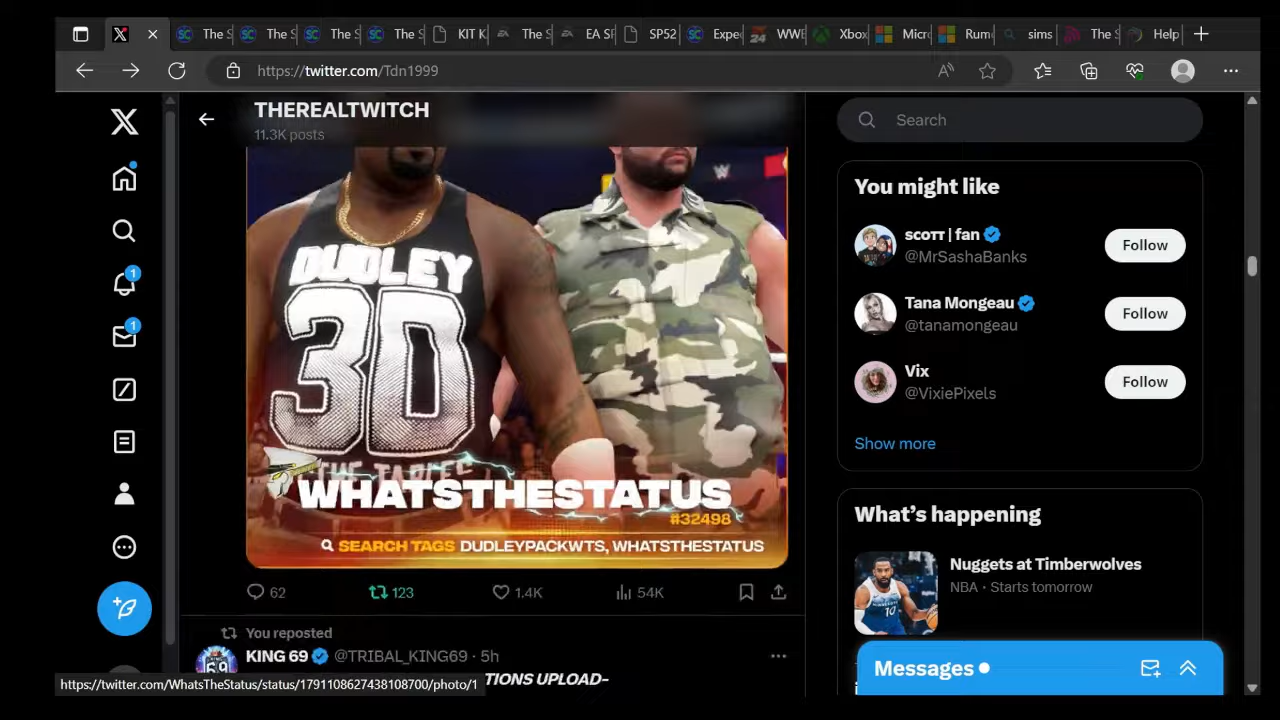 The S
The S
The S
The S
KIT K
The S
EA SF
SP52
Expe
WWE
Xbox
Micr
Rum
sims
The S
Help
https://twitter.com/Tdn1999
THEREALTWITCH
11.3K posts
Search
You might like
scoTT | fan
@MrSashaBanks
Follow
Tana Mongeau
@tanamongeau
Follow
Vix
@VixiePixels
Follow
Show more
DUDLEY
3D
WHATSTHESTATUS
#32498
SEARCH TAGS DUDLEYPACKWTS, WHATSTHESTATUS
62
123
1.4K
54K
What's happening
Nuggets at Timberwolves
NBA · Starts tomorrow
You reposted
KING 69 @TRIBAL_KING69 · 5h
TIONS UPLOAD-
Messages
https://twitter.com/WhatsTheStatus/status/1791108627438108700/photo/1